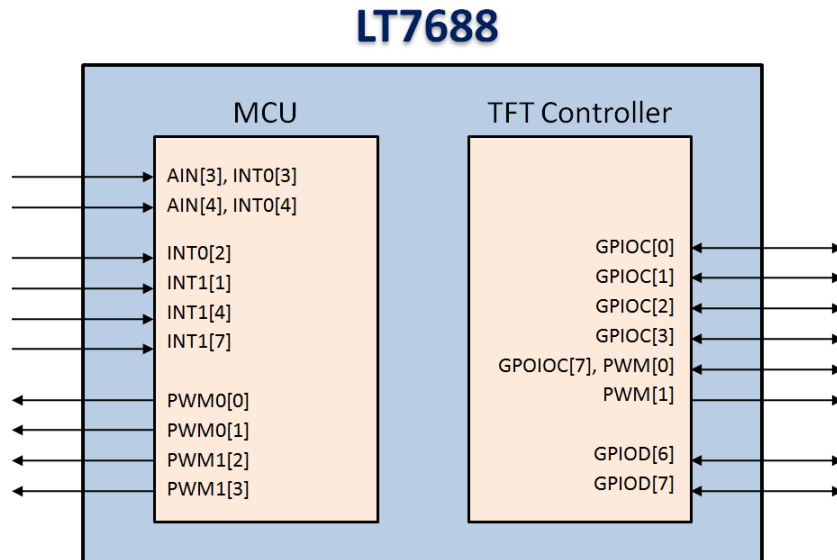 LT7688
MCU
TFT Controller
AIN[3], INT0[3]
AIN[4], INT0[4]
INT0[2]
INT1[1]
INT1[4]
INT1[7]
PWM0[0]
PWM0[1]
PWM1[2]
PWM1[3]
GPIOC[0]
GPIOC[1]
GPIOC[2]
GPIOC[3]
GPOIOC[7], PWM[0]
PWM[1]
GPIOD[6]
GPIOD[7]